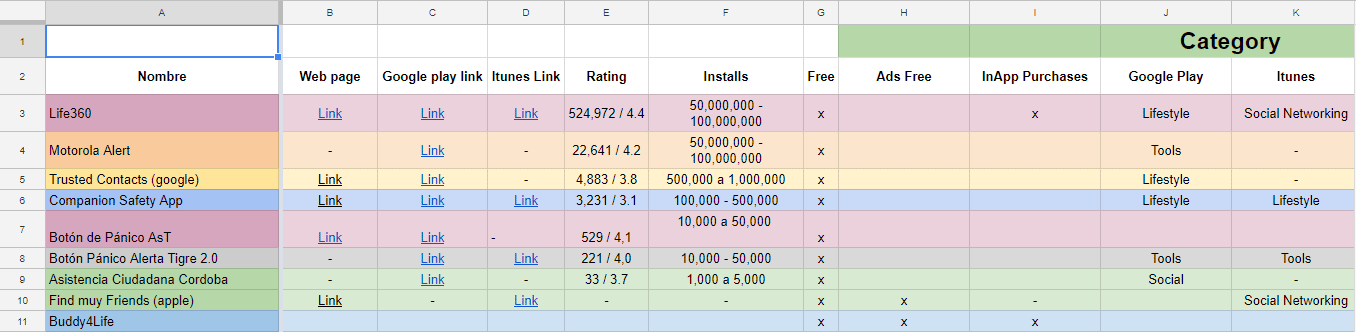 A B C D E F G H I J K
1 Category
2 Nombre Web page Google play link Itunes Link Rating Installs Free Ads Free InApp Purchases Google Play Itunes
3 Life360 Link Link Link 524,972 / 4.4 50,000,000 - 100,000,000 x x Lifestyle Social Networking
4 Motorola Alert - Link - 22,641 / 4.2 50,000,000 - 100,000,000 x Tools -
5 Trusted Contacts (google) Link Link - 4,883 / 3.8 500,000 a 1,000,000 x Lifestyle -
6 Companion Safety App Link Link Link 3,231 / 3.1 100,000 - 500,000 x Lifestyle Lifestyle
7 Botón de Pánico AsT Link Link - 529 / 4,1 10,000 a 50,000 x
8 Botón Pánico Alerta Tigre 2.0 - Link Link 221 / 4,0 10,000 - 50,000 x Tools Tools
9 Asistencia Ciudadana Cordoba - Link - 33 / 3.7 1,000 a 5,000 x Social -
10 Find muy Friends (apple) Link - Link - - x x - Social Networking
11 Buddy4Life x x x